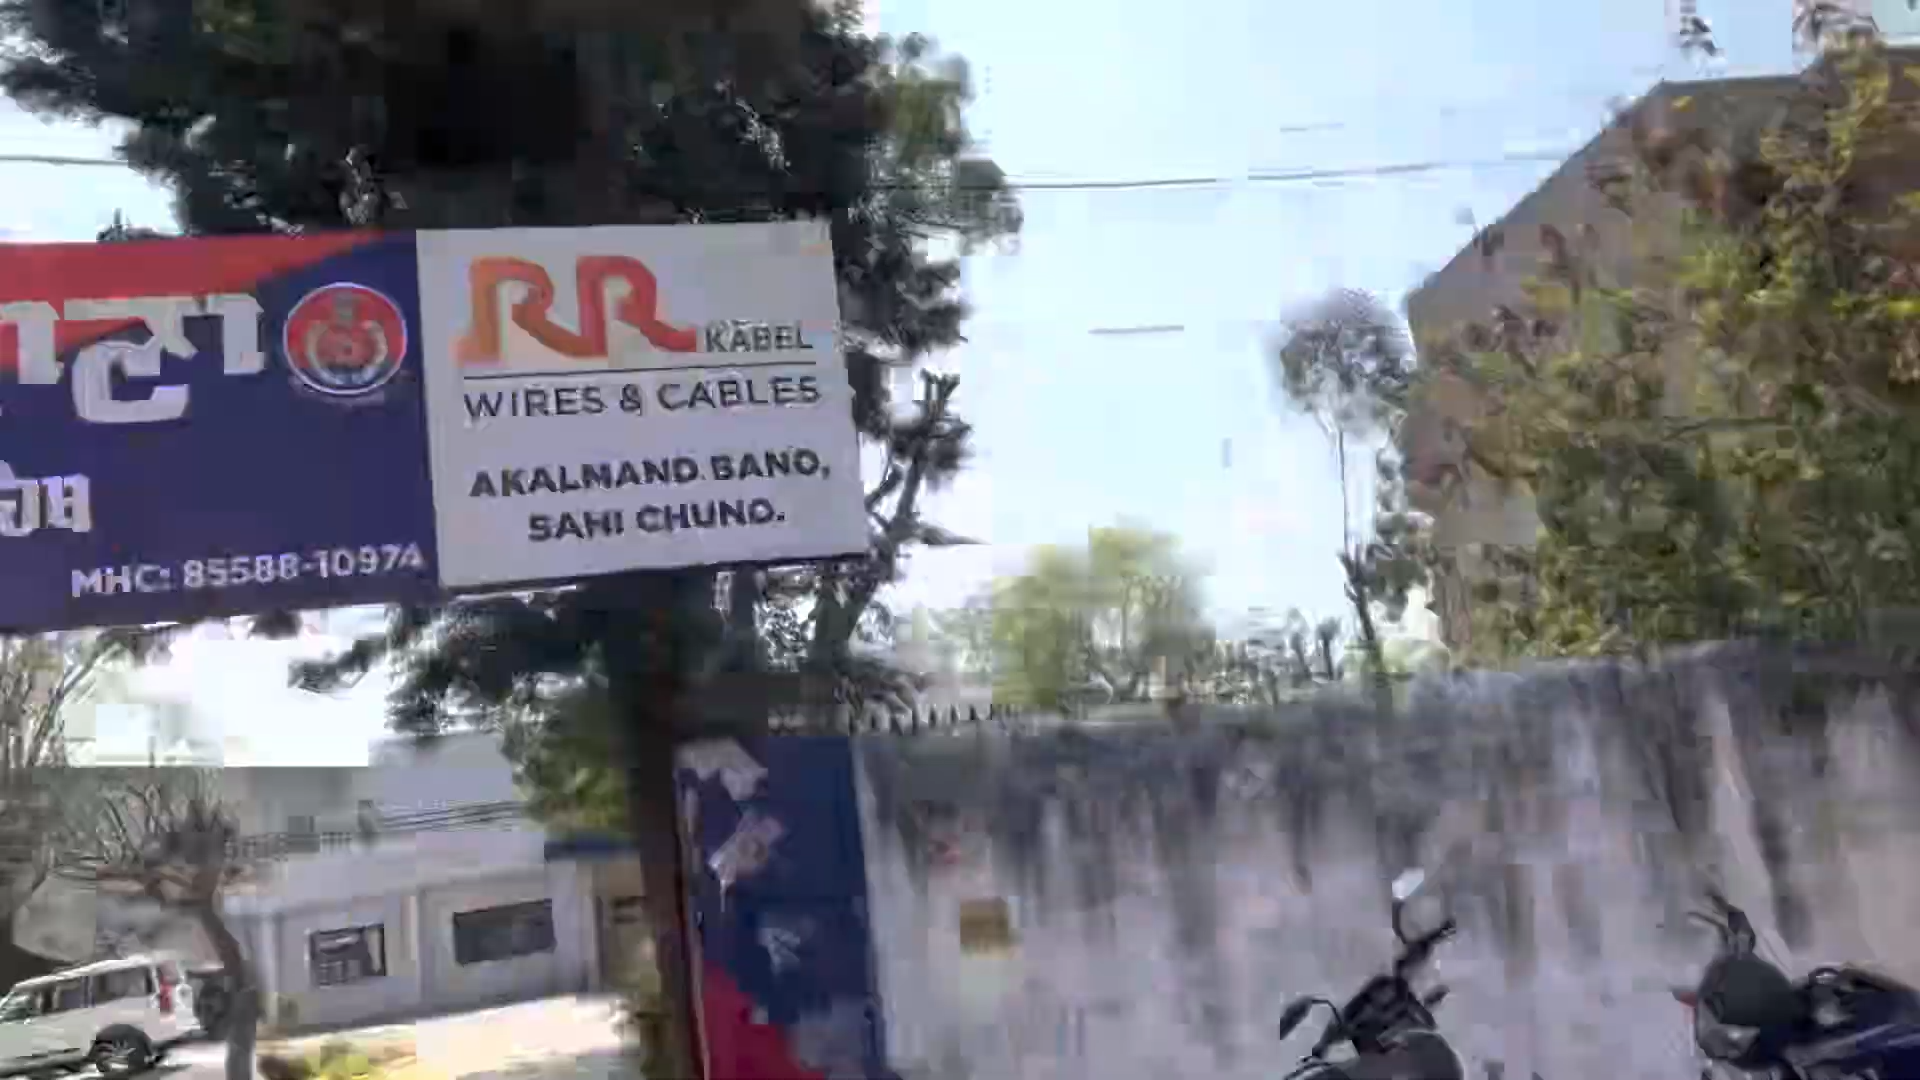 RR KABEL
WIRES & CABLES
AKALMAND BANO,
SAHI CHUNO.
MHC: 85588-10974